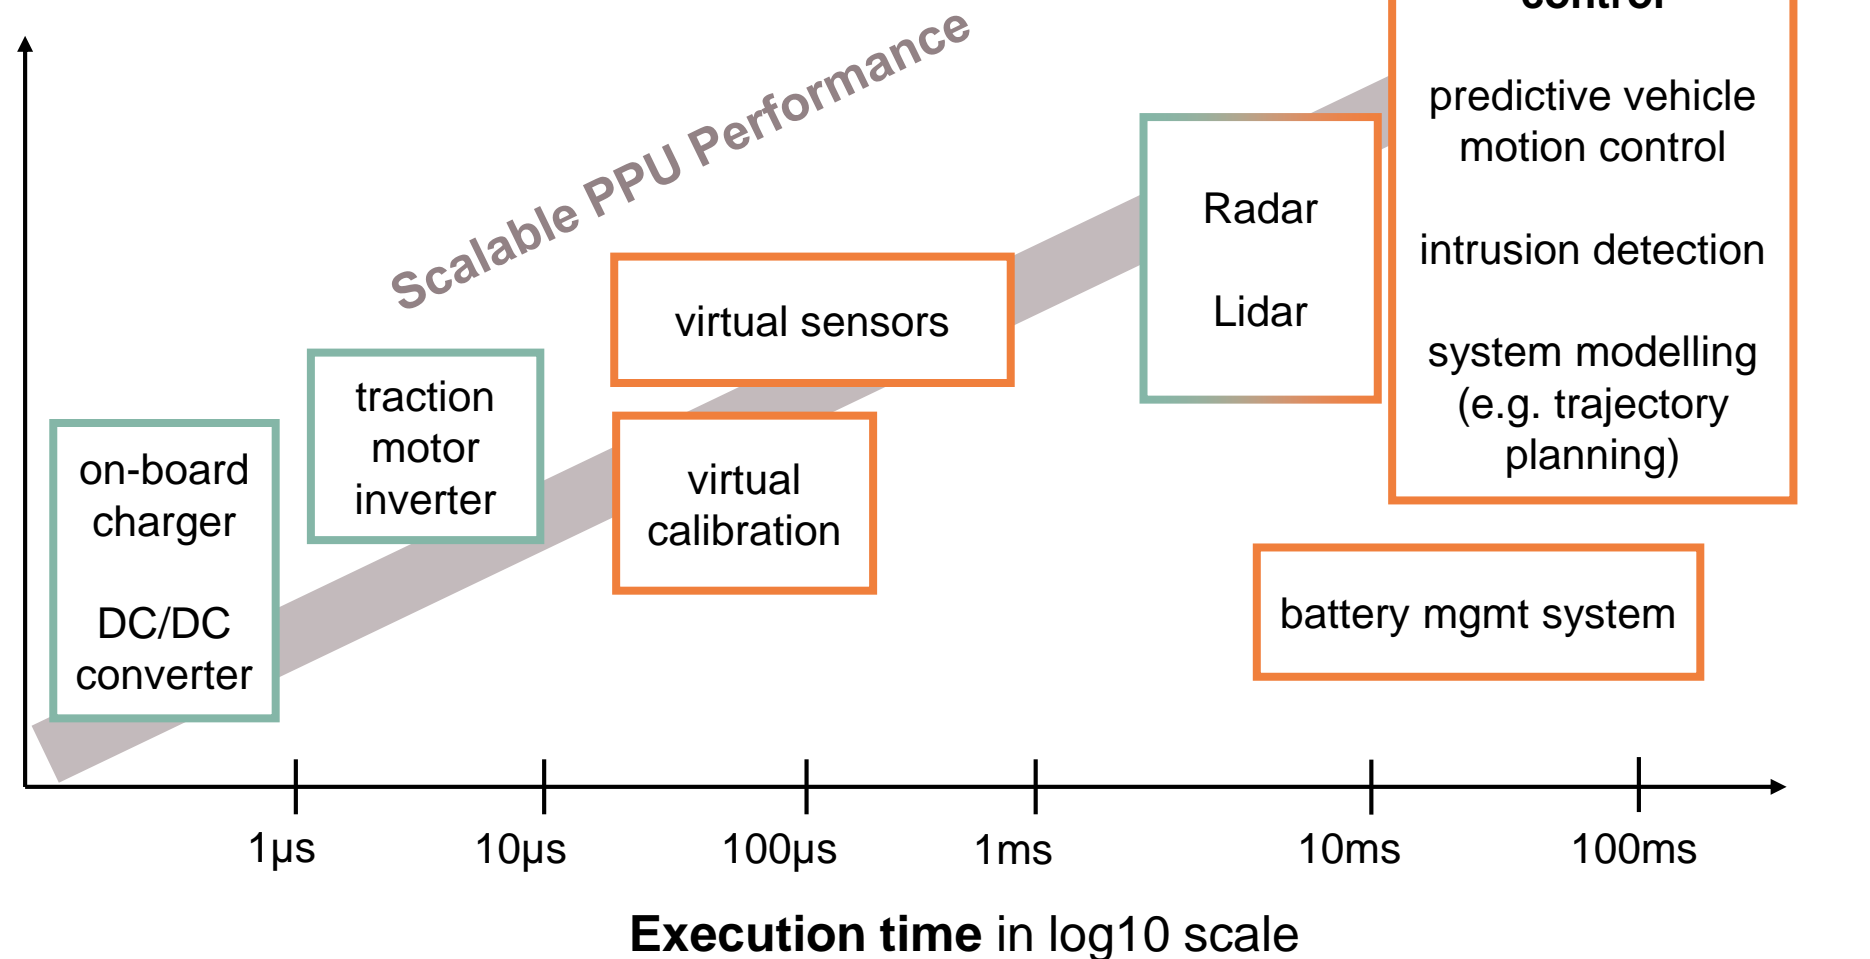 control
predictive vehicle
motion control
intrusion detection
system modelling
(e.g. trajectory
planning)
Scalable PPU Performance
Radar
Lidar
virtual sensors
traction
motor
inverter
on-board
charger
DC/DC
converter
virtual
calibration
battery mgmt system
1µs
10µs
100µs
1ms
10ms
100ms
Execution time in log10 scale